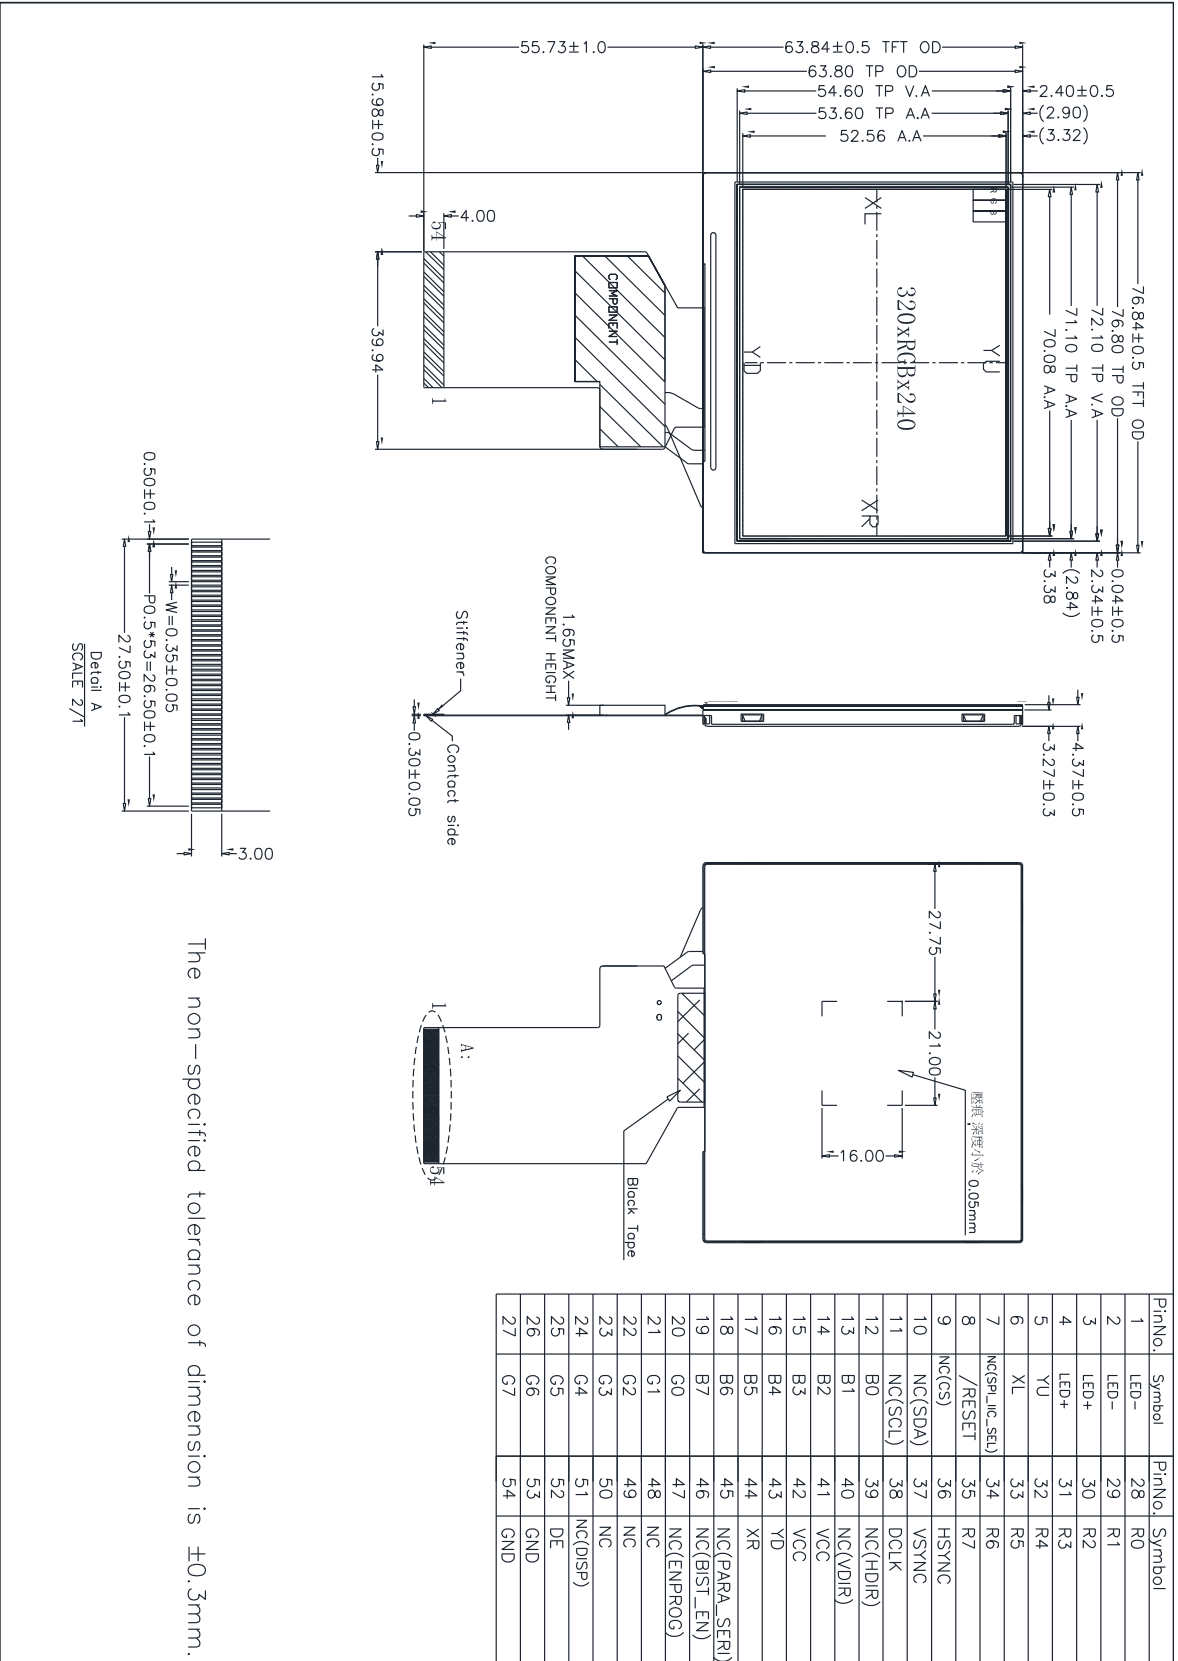 55.73±1.0
63.84±0.5 TFT OD
63.80 TP OD
54.60 TP V.A
53.60 TP A.A
52.56 A.A
2.40±0.5
(2.90)
(3.32)
15.98±0.5
4.00
54
1
39.94
COMPONENT
R G B
XL
XR
YU
YD
320xRGBx240
76.84±0.5 TFT OD
76.80 TP OD
72.10 TP V.A
71.10 TP A.A
70.08 A.A
0.04±0.5
2.34±0.5
(2.84)
3.38
1.65MAX
COMPONENT HEIGHT
Stiffener
Contact side
0.30±0.05
4.37±0.5
3.27±0.3
0.50±0.1
W=0.35±0.05
P0.5*53=26.50±0.1
27.50±0.1
3.00
Detail A
SCALE 2/1
27.75
21.00
16.00
壓痕 深度小於 0.05mm
Black Tape
1
54
A:
PinNo. Symbol PinNo. Symbol
1 LED- 28 R0
2 LED- 29 R1
3 LED+ 30 R2
4 LED+ 31 R3
5 YU 32 R4
6 XL 33 R5
7 NC(SPI_IIC_SEL) 34 R6
8 /RESET 35 R7
9 NC(CS) 36 HSYNC
10 NC(SDA) 37 VSYNC
11 NC(SCL) 38 DCLK
12 B0 39 NC(HDIR)
13 B1 40 NC(VDIR)
14 B2 41 VCC
15 B3 42 VCC
16 B4 43 YD
17 B5 44 XR
18 B6 45 NC(PARA_SERI)
19 B7 46 NC(BIST_EN)
20 G0 47 NC(ENPROG)
21 G1 48 NC
22 G2 49 NC
23 G3 50 NC
24 G4 51 NC(DISP)
25 G5 52 DE
26 G6 53 GND
27 G7 54 GND
The non-specified tolerance of dimension is ±0.3mm.